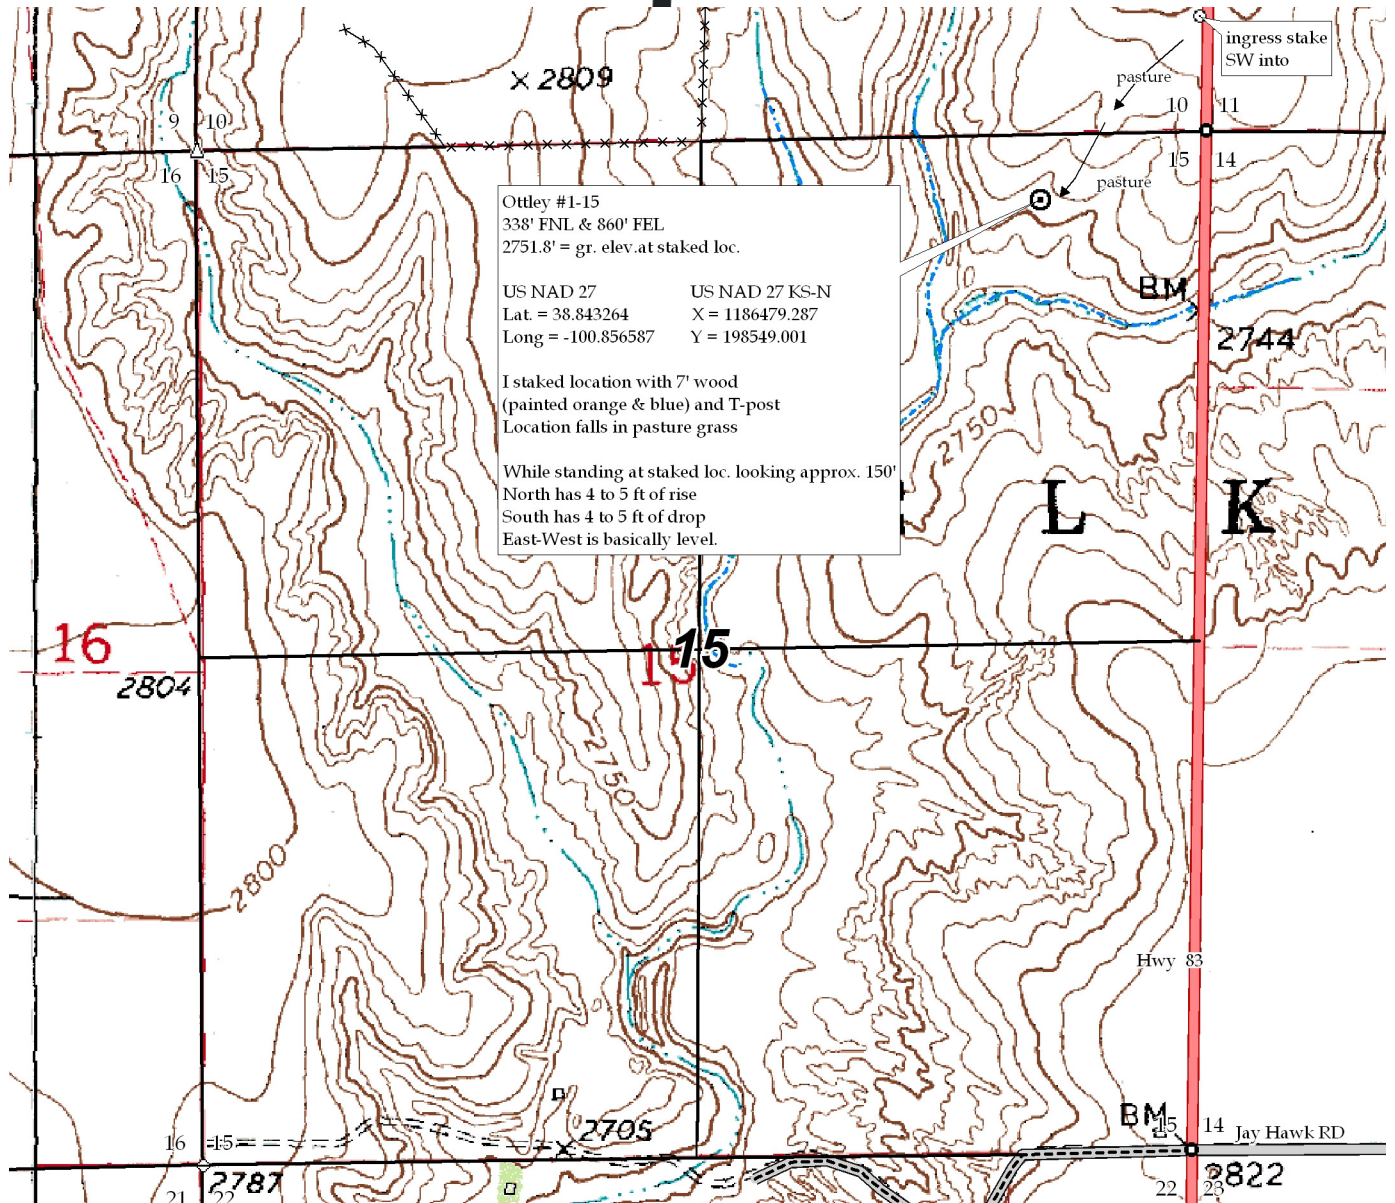 ingress stake
SW into
pasture
× 2809
9 10
10 11
16 15
15 14
pasture
Ottley #1-15
338' FNL & 860' FEL
2751.8' = gr. elev.at staked loc.
US NAD 27 US NAD 27 KS-N
Lat. = 38.843264 X = 1186479.287
Long = -100.856587 Y = 198549.001
I staked location with 7' wood
(painted orange & blue) and T-post
Location falls in pasture grass
While standing at staked loc. looking approx. 150'
North has 4 to 5 ft of rise
South has 4 to 5 ft of drop
East-West is basically level.
BM
2744
2750
L K
16
15
15
2804
2750
2800
Hwy 83
BM
16 15
2705
15 14
Jay Hawk RD
2787
2822
21 22
22 23